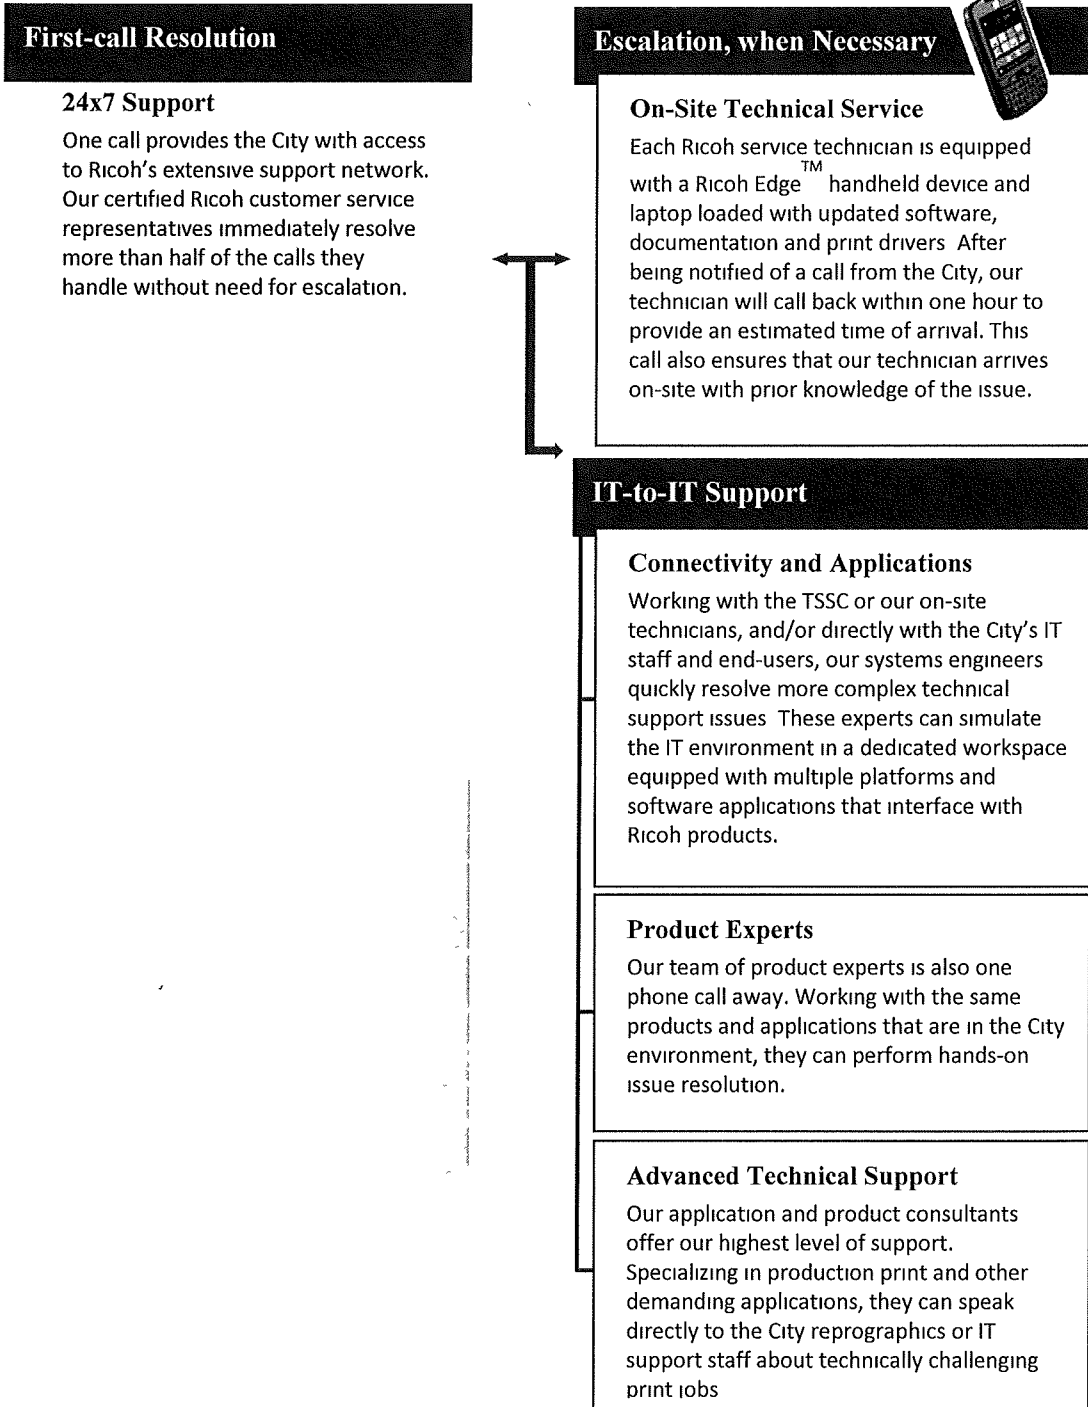 First-call Resolution
24x7 Support
One call provides the City with access
to Ricoh's extensive support network.
Our certified Ricoh customer service
representatives immediately resolve
more than half of the calls they
handle without need for escalation.
Escalation, when Necessary
On-Site Technical Service
Each Ricoh service technician is equipped
with a Ricoh Edge™ handheld device and
laptop loaded with updated software,
documentation and print drivers After
being notified of a call from the City, our
technician will call back within one hour to
provide an estimated time of arrival. This
call also ensures that our technician arrives
on-site with prior knowledge of the issue.
IT-to-IT Support
Connectivity and Applications
Working with the TSSC or our on-site
technicians, and/or directly with the City's IT
staff and end-users, our systems engineers
quickly resolve more complex technical
support issues These experts can simulate
the IT environment in a dedicated workspace
equipped with multiple platforms and
software applications that interface with
Ricoh products.
Product Experts
Our team of product experts is also one
phone call away. Working with the same
products and applications that are in the City
environment, they can perform hands-on
issue resolution.
Advanced Technical Support
Our application and product consultants
offer our highest level of support.
Specializing in production print and other
demanding applications, they can speak
directly to the City reprographics or IT
support staff about technically challenging
print jobs